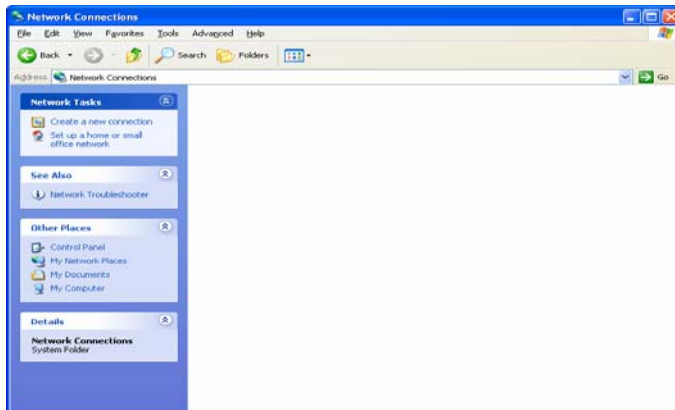 Network Connections
File Edit View Favorites Tools Advanced Help
Back Search Folders
Address Network Connections Go
Network Tasks
Create a new connection
Set up a home or small
office network
See Also
Network Troubleshooter
Other Places
Control Panel
My Network Places
My Documents
My Computer
Details
Network Connections
System Folder